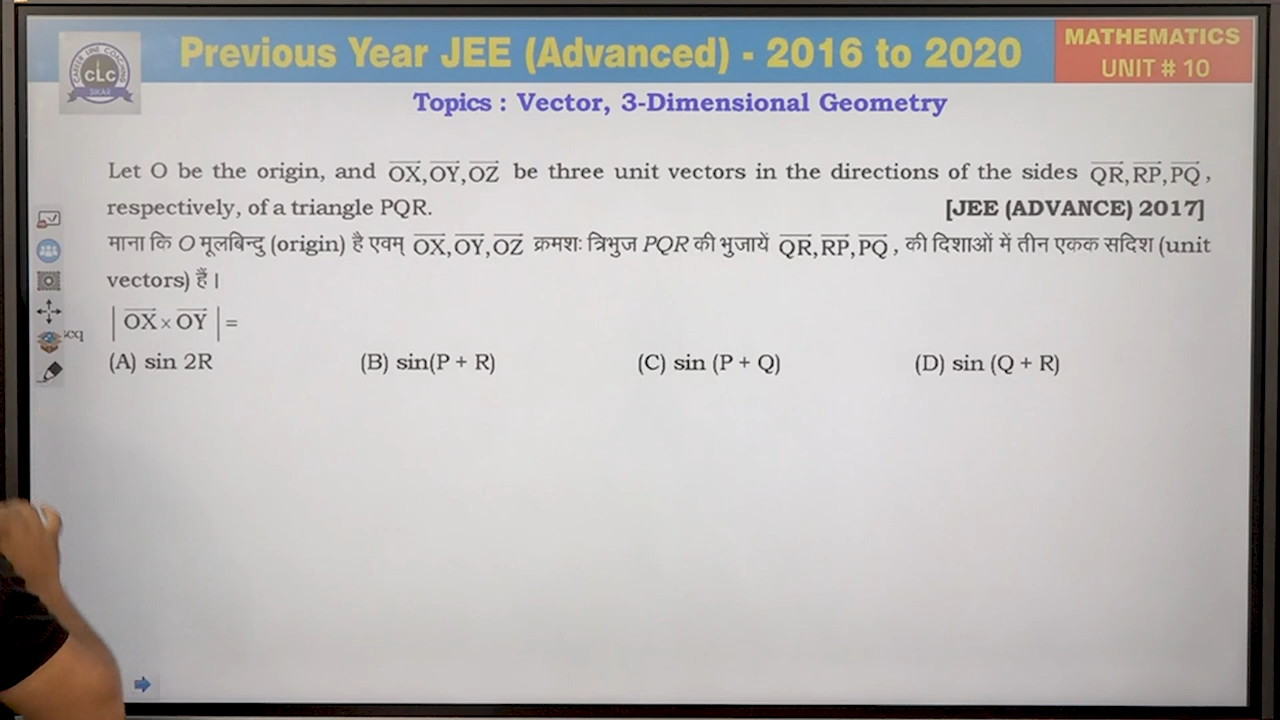 Previous Year JEE (Advanced) - 2016 to 2020
MATHEMATICS
UNIT # 10
CLC
SIKAR
Topics : Vector, 3-Dimensional Geometry
Let O be the origin, and OX, OY, OZ be three unit vectors in the directions of the sides QR, RP, PQ,
respectively, of a triangle PQR. [JEE (ADVANCE) 2017]
माना कि O मूलबिन्दु (origin) है एवम् OX, OY, OZ क्रमशः त्रिभुज PQR की भुजायें QR, RP, PQ, की दिशाओं में तीन एकक सदिश (unit
vectors) हैं।
| OX × OY | =
(A) sin 2R (B) sin(P + R) (C) sin (P + Q) (D) sin (Q + R)